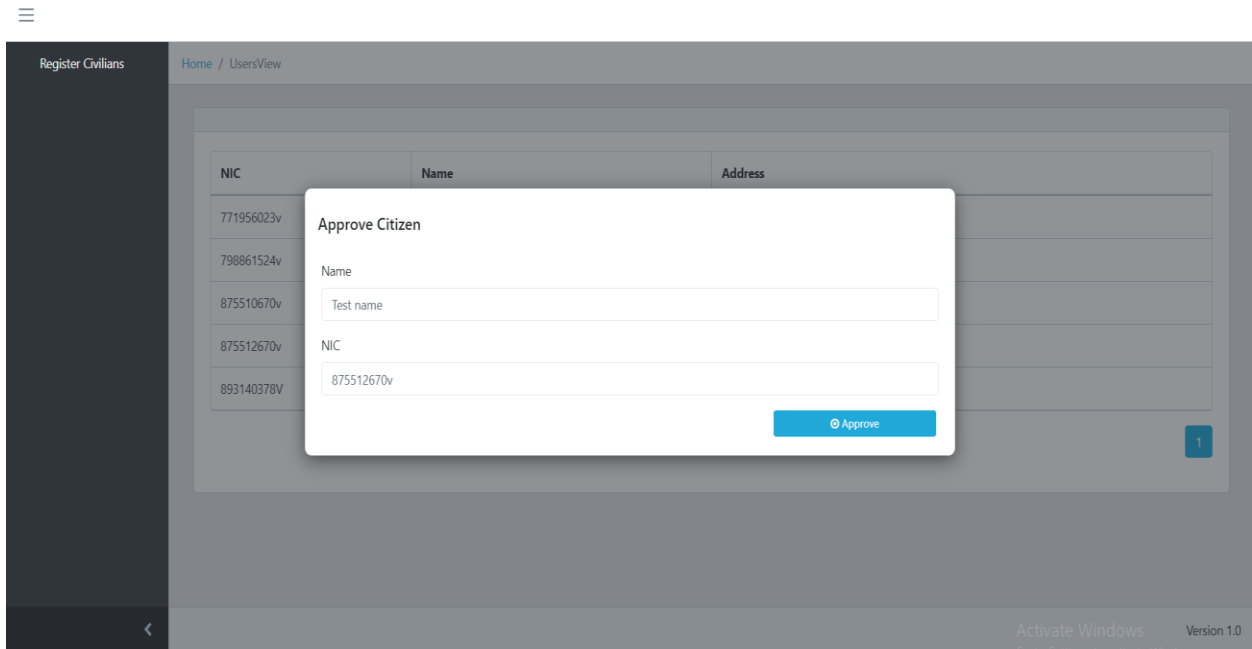 Register Civilians
Home / UsersView
NIC Name Address
771956023v
798861524v
875510670v
875512670v
893140378V
Approve Citizen
Name
Test name
NIC
875512670v
Approve
1
Activate Windows
Version 1.0